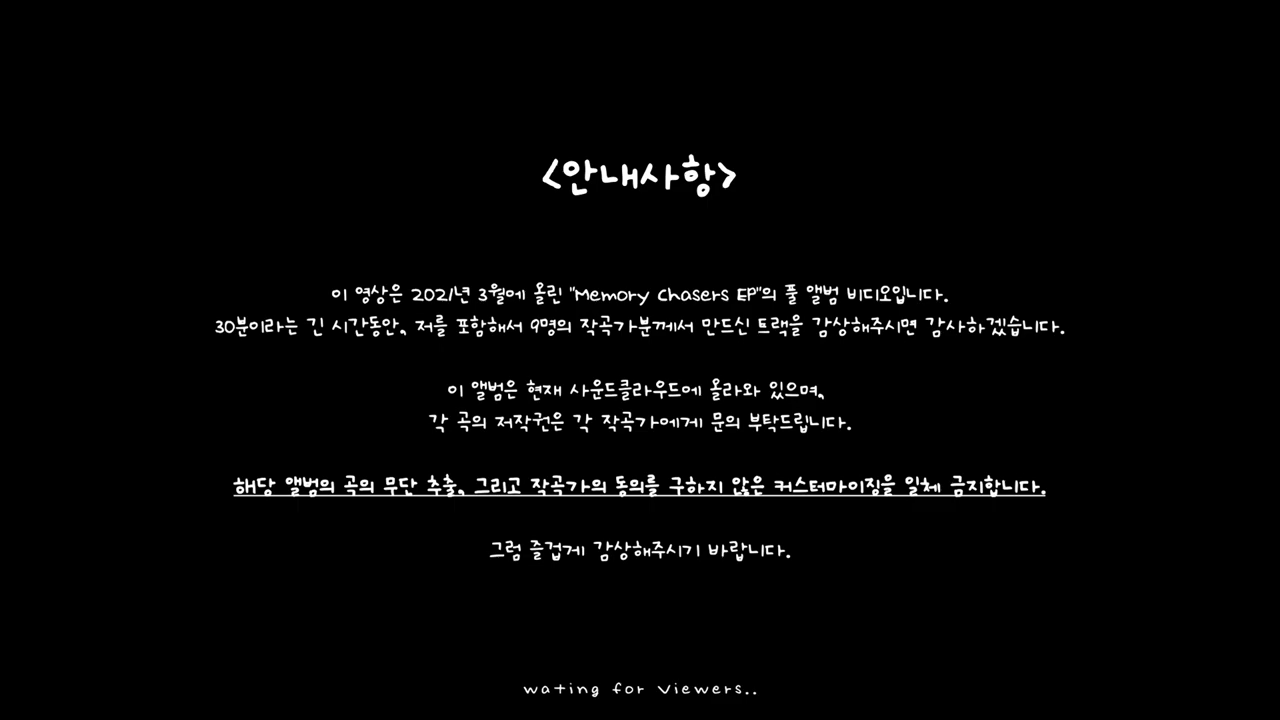 <안내사항>
이 영상은 2021년 3월에 올린 "Memory Chasers EP"의 풀 앨범 비디오입니다.
30분이라는 긴 시간동안, 저를 포함해서 9명의 작곡가분께서 만드신 트랙을 감상해주시면 감사하겠습니다.
이 앨범은 현재 사운드클라우드에 올라와 있으며,
각 곡의 저작권은 각 작곡가에게 문의 부탁드립니다.
해당 앨범의 곡의 무단 추출, 그리고 작곡가의 동의를 구하지 않은 커스터마이징을 일체 금지합니다.
그럼 즐겁게 감상해주시기 바랍니다.
wating for viewers..